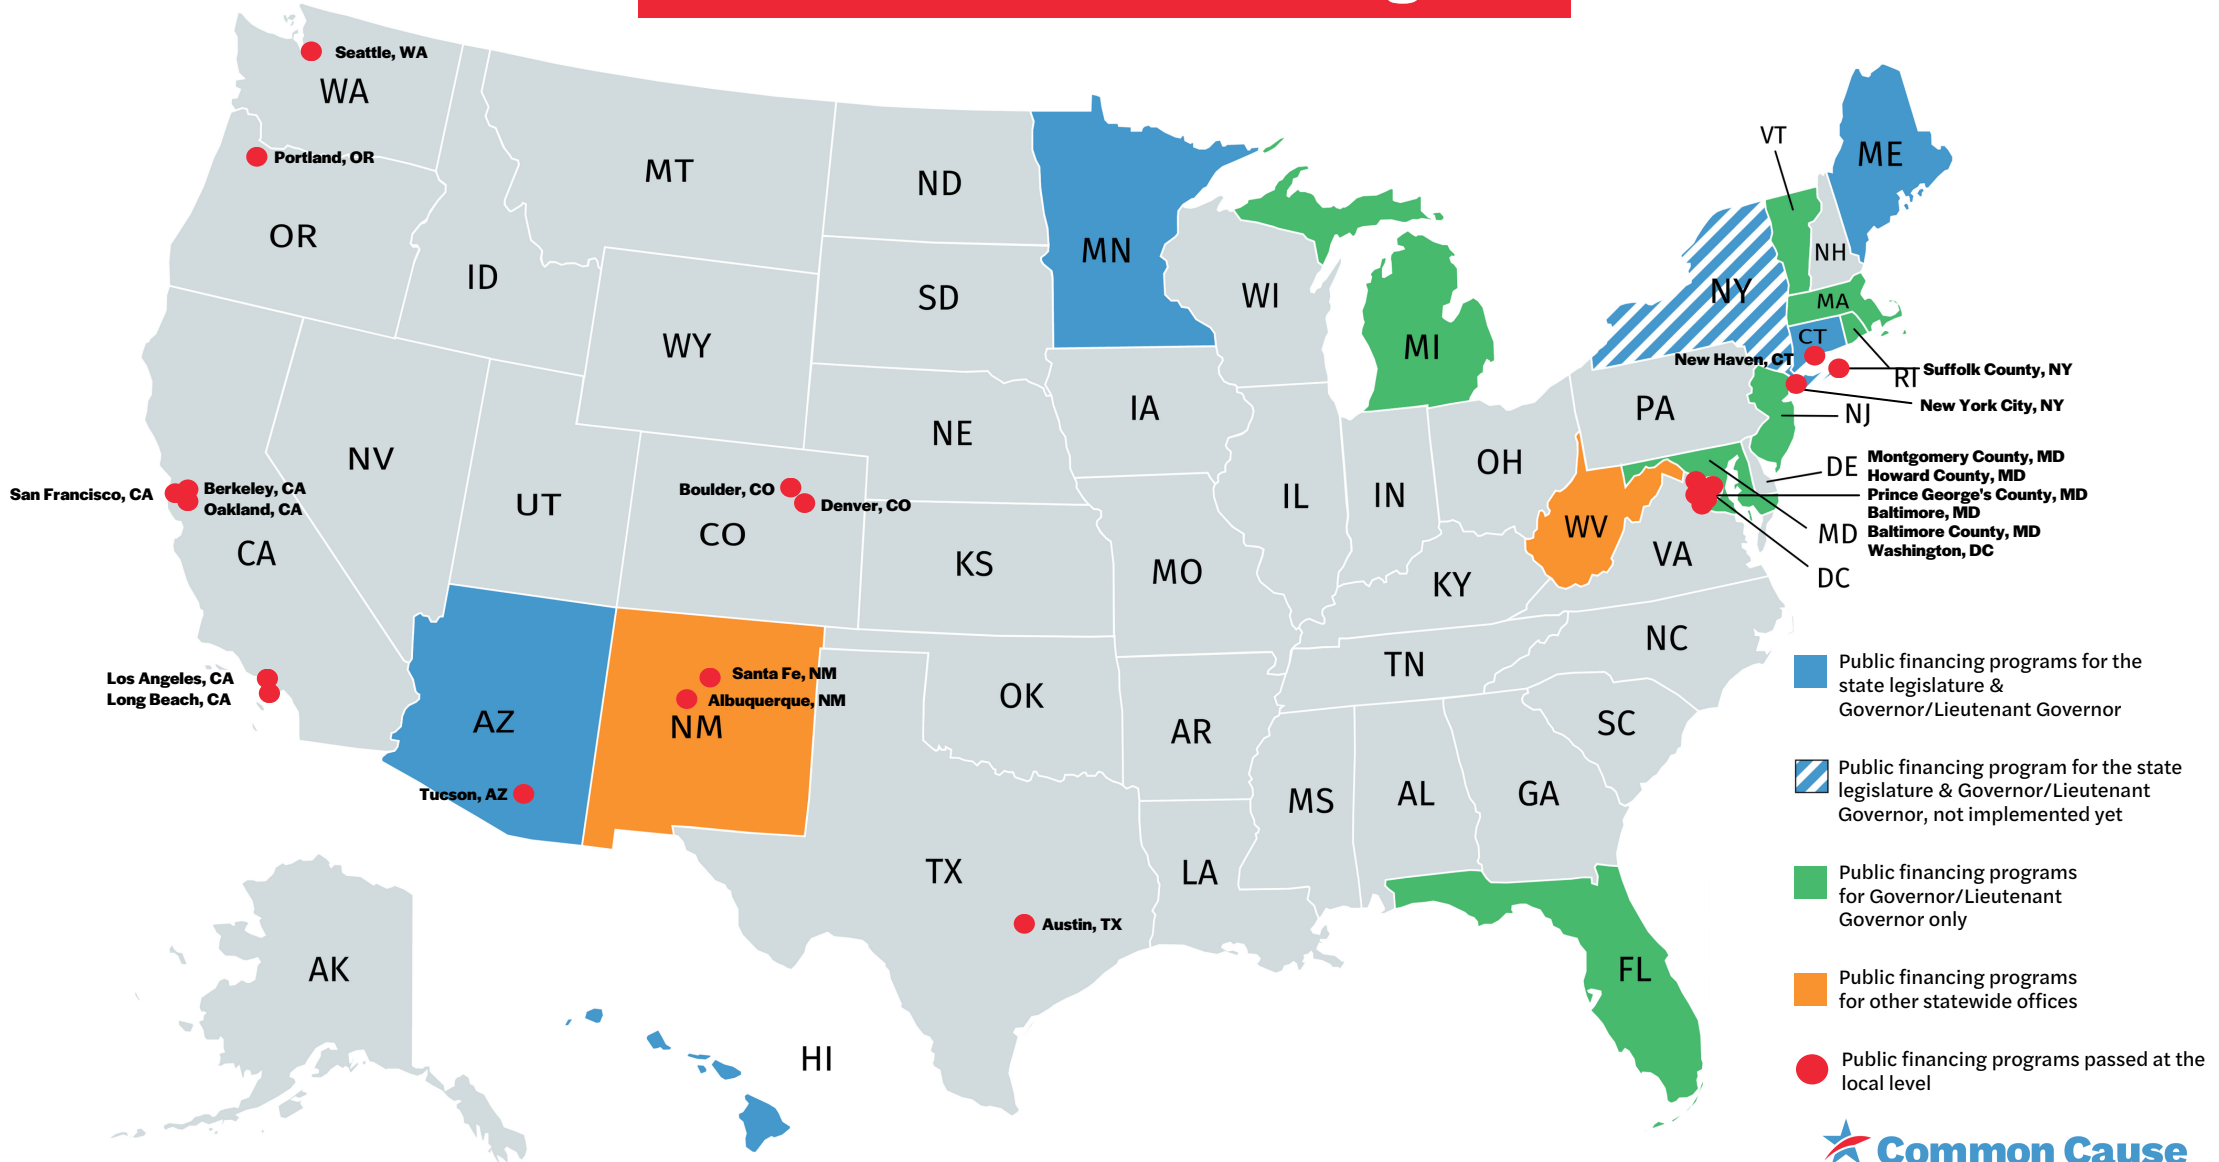 Seattle, WA
WA
Portland, OR
OR
MT
ID
ND
SD
WY
MN
WI
MI
VT
ME
NH
NY
MA
CT
New Haven, CT
RI
Suffolk County, NY
New York City, NY
NJ
PA
NE
IA
NV
UT
Boulder, CO
Denver, CO
CO
San Francisco, CA
Berkeley, CA
Oakland, CA
CA
KS
MO
IL
IN
OH
KY
WV
VA
DE
MD
DC
Montgomery County, MD
Howard County, MD
Prince George's County, MD
Baltimore, MD
Baltimore County, MD
Washington, DC
Los Angeles, CA
Long Beach, CA
AZ
Tucson, AZ
Santa Fe, NM
Albuquerque, NM
NM
OK
AR
TN
NC
SC
MS
AL
GA
TX
Austin, TX
LA
FL
AK
HI
Public financing programs for the
state legislature &
Governor/Lieutenant Governor
Public financing program for the state
legislature & Governor/Lieutenant
Governor, not implemented yet
Public financing programs
for Governor/Lieutenant
Governor only
Public financing programs
for other statewide offices
Public financing programs passed at the
local level
Common Cause